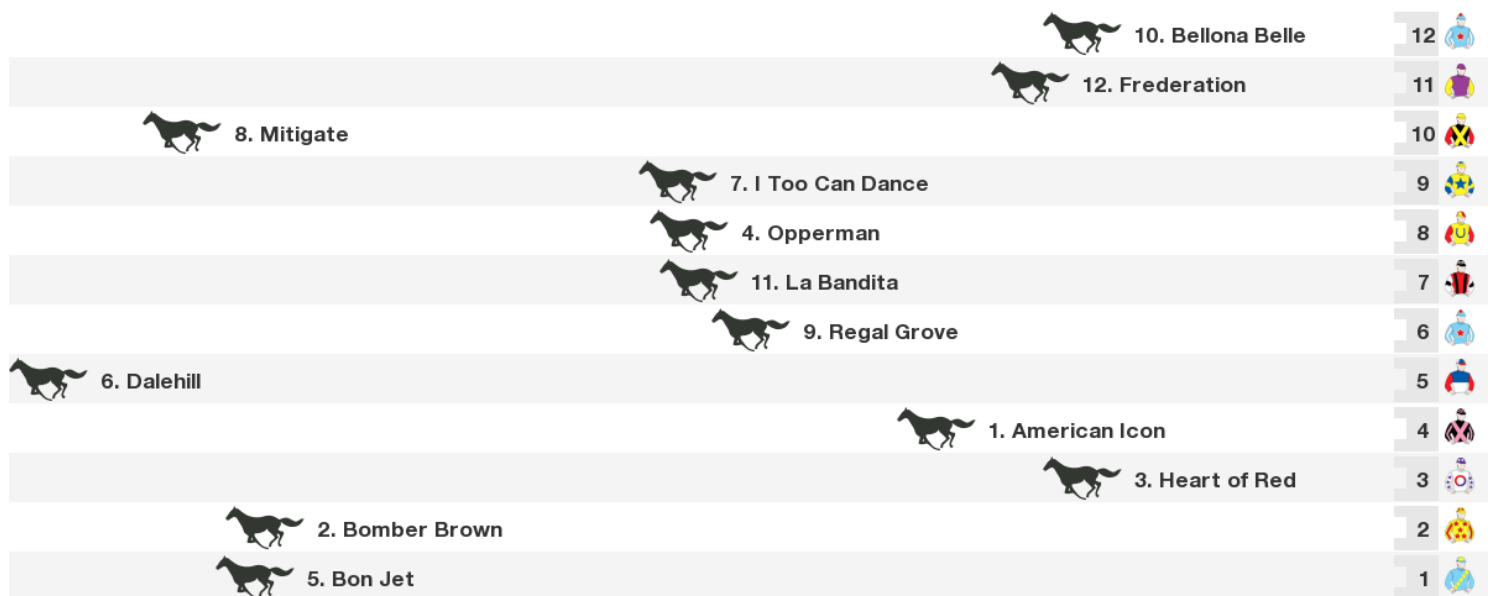 10. Bellona Belle 12
12. Frederation 11
8. Mitigate 10
7. I Too Can Dance 9
4. Opperman 8
11. La Bandita 7
9. Regal Grove 6
6. Dalehill 5
1. American Icon 4
3. Heart of Red 3
2. Bomber Brown 2
5. Bon Jet 1